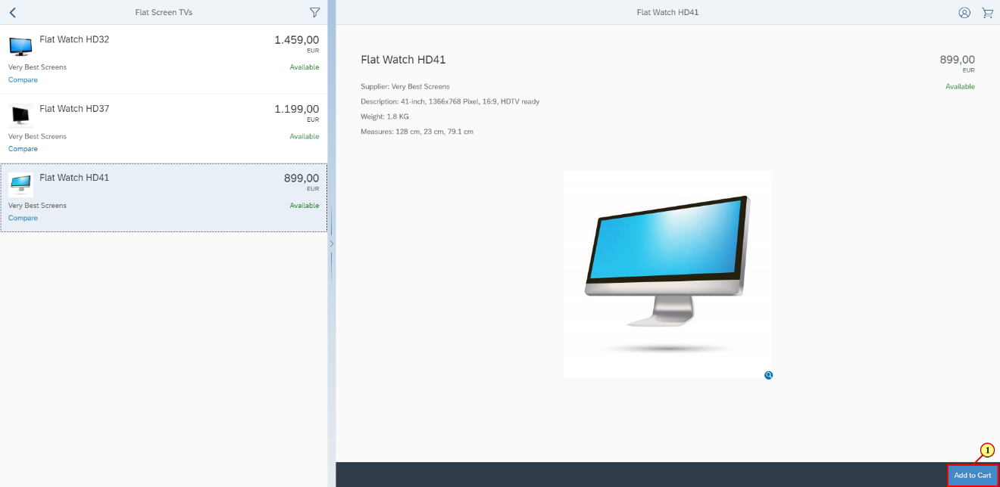 Flat Screen TVs
Flat Watch HD32
1.459,00
EUR
Very Best Screens
Available
Compare
Flat Watch HD37
1.199,00
EUR
Very Best Screens
Available
Compare
Flat Watch HD41
899,00
EUR
Very Best Screens
Available
Compare
Flat Watch HD41
Flat Watch HD41
899,00
EUR
Supplier: Very Best Screens
Available
Description: 41-inch, 1366x768 Pixel, 16:9, HDTV ready
Weight: 1.8 KG
Measures: 128 cm, 23 cm, 79.1 cm
1
Add to Cart